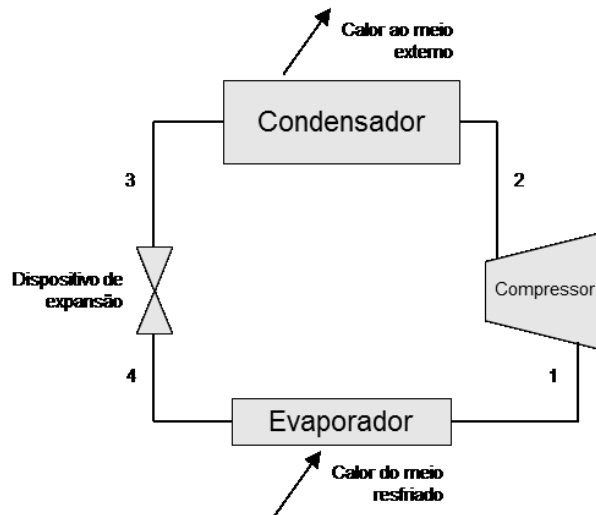 Calor ao meio
externo
Condensador
3
2
Dispositivo de
expansão
Compressor
4
1
Evaporador
Calor do meio
resfriado